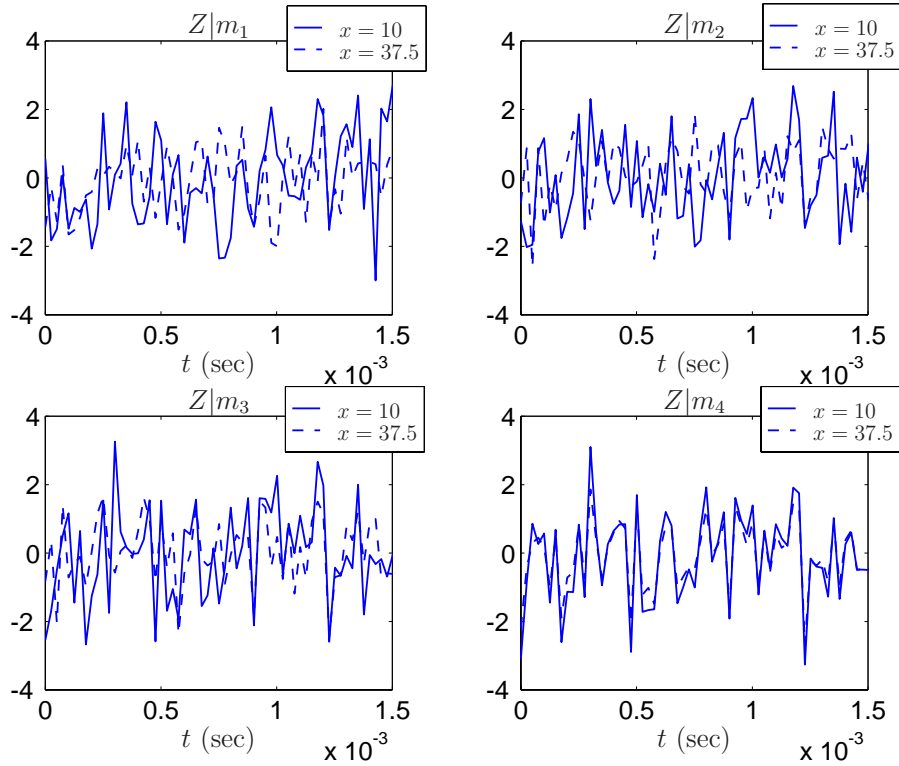 Z|m₁
x = 10
x = 37.5
4
2
0
-2
-4
0 0.5 1 1.5
t (sec)
x 10⁻³
Z|m₂
x = 10
x = 37.5
4
2
0
-2
-4
0 0.5 1 1.5
t (sec)
x 10⁻³
Z|m₃
x = 10
x = 37.5
4
2
0
-2
-4
0 0.5 1 1.5
t (sec)
x 10⁻³
Z|m₄
x = 10
x = 37.5
4
2
0
-2
-4
0 0.5 1 1.5
t (sec)
x 10⁻³